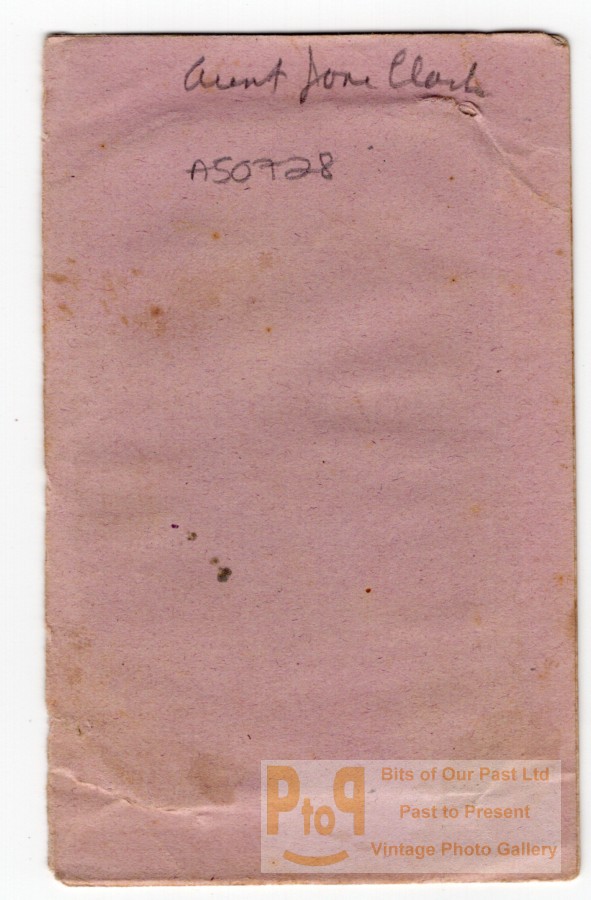 Aunt Jane Clark
A50728
PtoP
Bits of Our Past Ltd
Past to Present
Vintage Photo Gallery